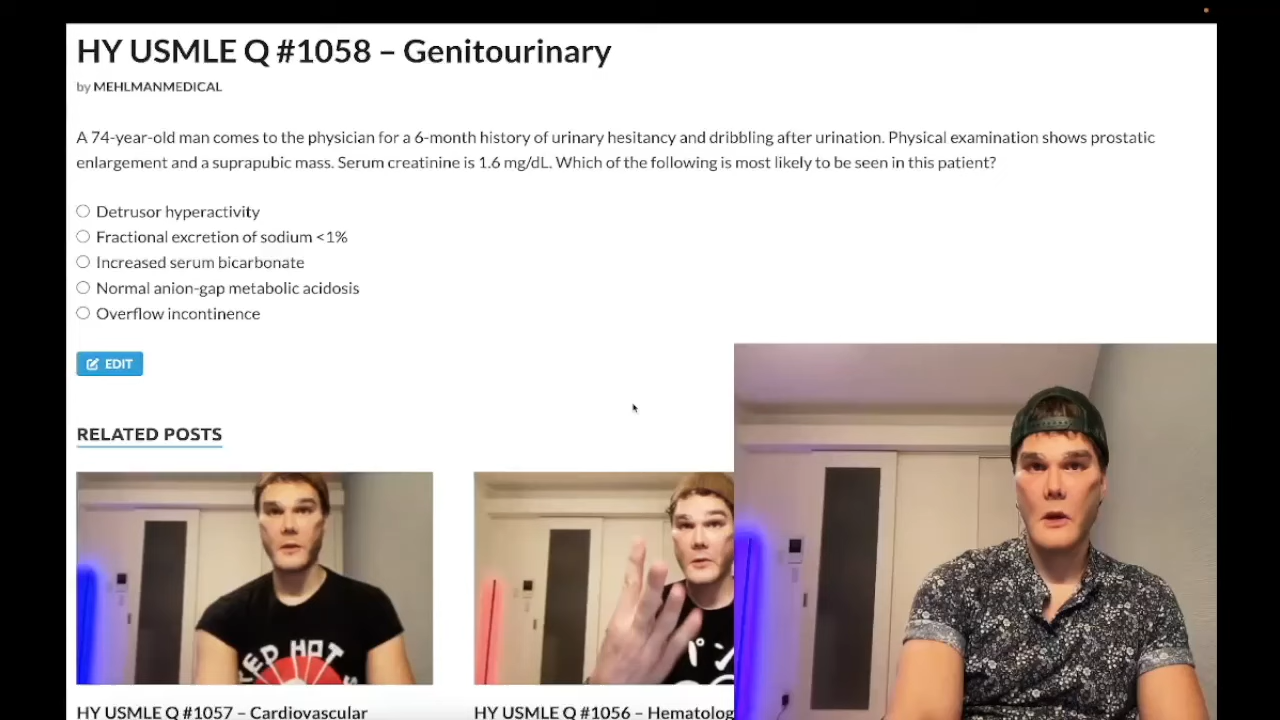 HY USMLE Q #1058 – Genitourinary
by MEHLMANMEDICAL
A 74-year-old man comes to the physician for a 6-month history of urinary hesitancy and dribbling after urination. Physical examination shows prostatic
enlargement and a suprapubic mass. Serum creatinine is 1.6 mg/dL. Which of the following is most likely to be seen in this patient?
Detrusor hyperactivity
Fractional excretion of sodium <1%
Increased serum bicarbonate
Normal anion-gap metabolic acidosis
Overflow incontinence
EDIT
RELATED POSTS
HOT
パン
HY USMLE Q #1057 – Cardiovascular
HY USMLE Q #1056 – Hematolog